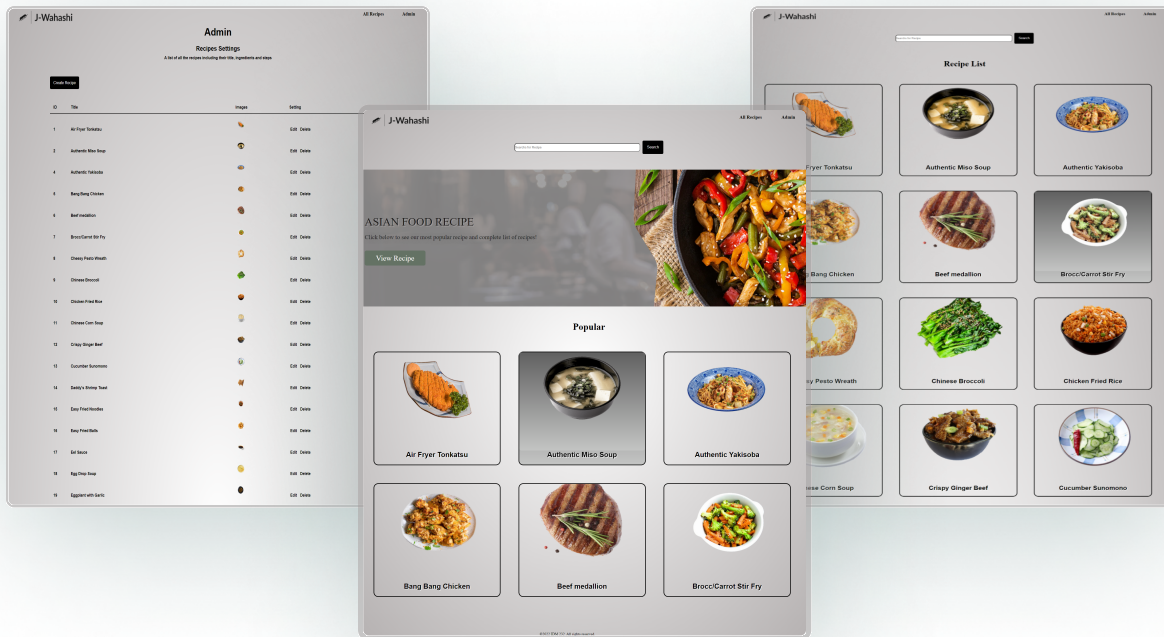 J-Wahashi
All Recipes Admin
Admin
Recipes Settings
A list of all the recipes including their title, ingredients and steps
Create Recipe
ID Title Images Setting
1 Air Fryer Tonkatsu Edit Delete
2 Authentic Miso Soup Edit Delete
4 Authentic Yakisoba Edit Delete
5 Bang Bang Chicken Edit Delete
6 Beef medallion Edit Delete
7 Brocc/Carrot Stir Fry Edit Delete
8 Cheesy Pesto Wreath Edit Delete
9 Chinese Broccoli Edit Delete
10 Chicken Fried Rice Edit Delete
11 Chinese Corn Soup Edit Delete
12 Crispy Ginger Beef Edit Delete
13 Cucumber Sunomono Edit Delete
14 Daddy's Shrimp Toast Edit Delete
15 Easy Fried Noodles Edit Delete
16 Easy Fried Balls Edit Delete
17 Eel Sauce Edit Delete
18 Egg Drop Soup Edit Delete
19 Eggplant with Garlic Edit Delete
J-Wahashi
All Recipes Admin
Search
ASIAN FOOD RECIPE
Click below to see our most popular recipe and complete list of recipes!
View Recipe
Popular
Air Fryer Tonkatsu Authentic Miso Soup Authentic Yakisoba
Bang Bang Chicken Beef medallion Brocc/Carrot Stir Fry
All rights reserved
J-Wahashi
All Recipes Admin
Search
Recipe List
Fryer Tonkatsu Authentic Miso Soup Authentic Yakisoba
Bang Chicken Beef medallion Brocc/Carrot Stir Fry
Pesto Wreath Chinese Broccoli Chicken Fried Rice
Corn Soup Crispy Ginger Beef Cucumber Sunomono